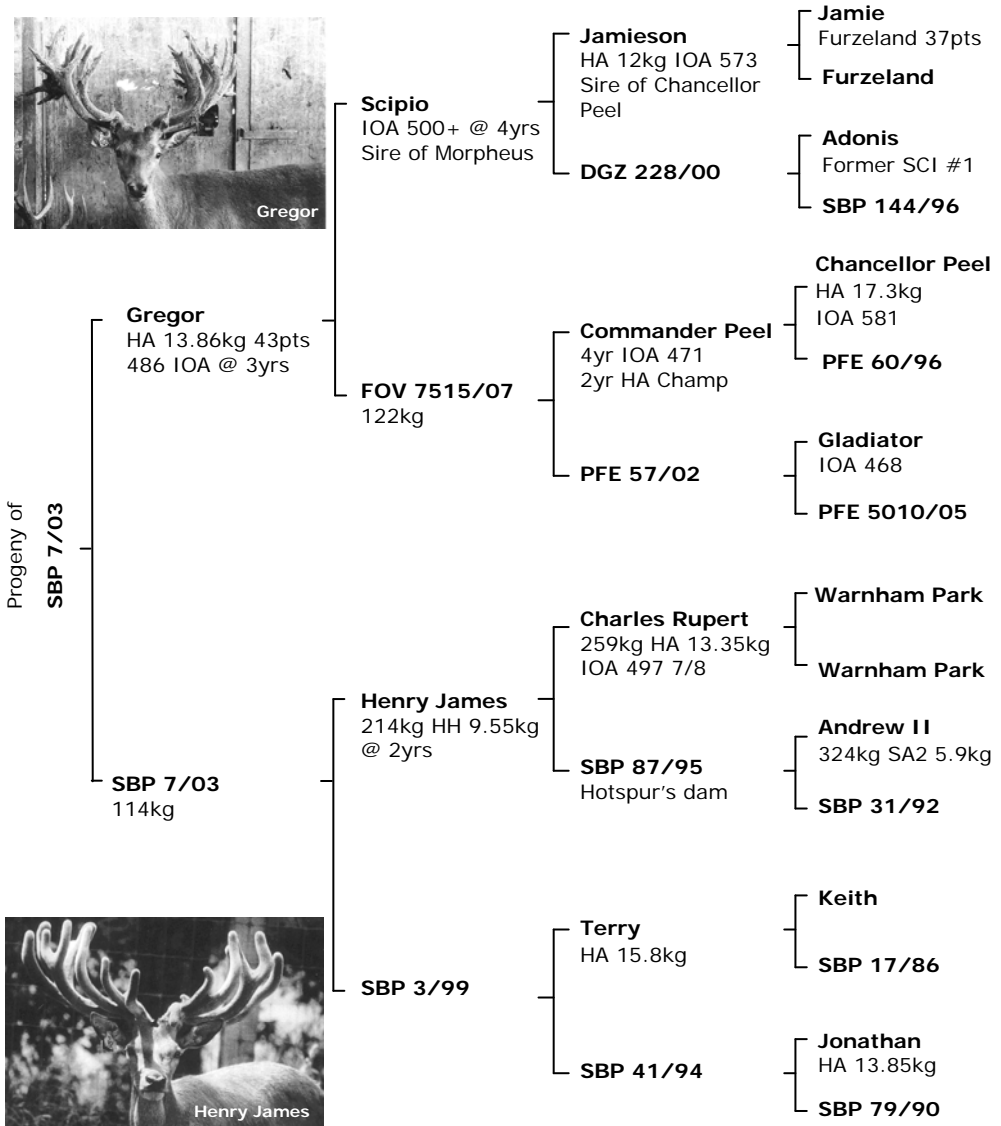 Gregor
Progeny of
SBP 7/03
Gregor
HA 13.86kg 43pts
486 IOA @ 3yrs
SBP 7/03
114kg
Scipio
IOA 500+ @ 4yrs
Sire of Morpheus
FOV 7515/07
122kg
Henry James
214kg HH 9.55kg
@ 2yrs
SBP 3/99
Jamieson
HA 12kg IOA 573
Sire of Chancellor
Peel
DGZ 228/00
Commander Peel
4yr IOA 471
2yr HA Champ
PFE 57/02
Charles Rupert
259kg HA 13.35kg
IOA 497 7/8
SBP 87/95
Hotspur's dam
Terry
HA 15.8kg
SBP 41/94
Jamie
Furzeland 37pts
Furzeland
Adonis
Former SCI #1
SBP 144/96
Chancellor Peel
HA 17.3kg
IOA 581
PFE 60/96
Gladiator
IOA 468
PFE 5010/05
Warnham Park
Warnham Park
Andrew II
324kg SA2 5.9kg
SBP 31/92
Keith
SBP 17/86
Jonathan
HA 13.85kg
SBP 79/90
Henry James